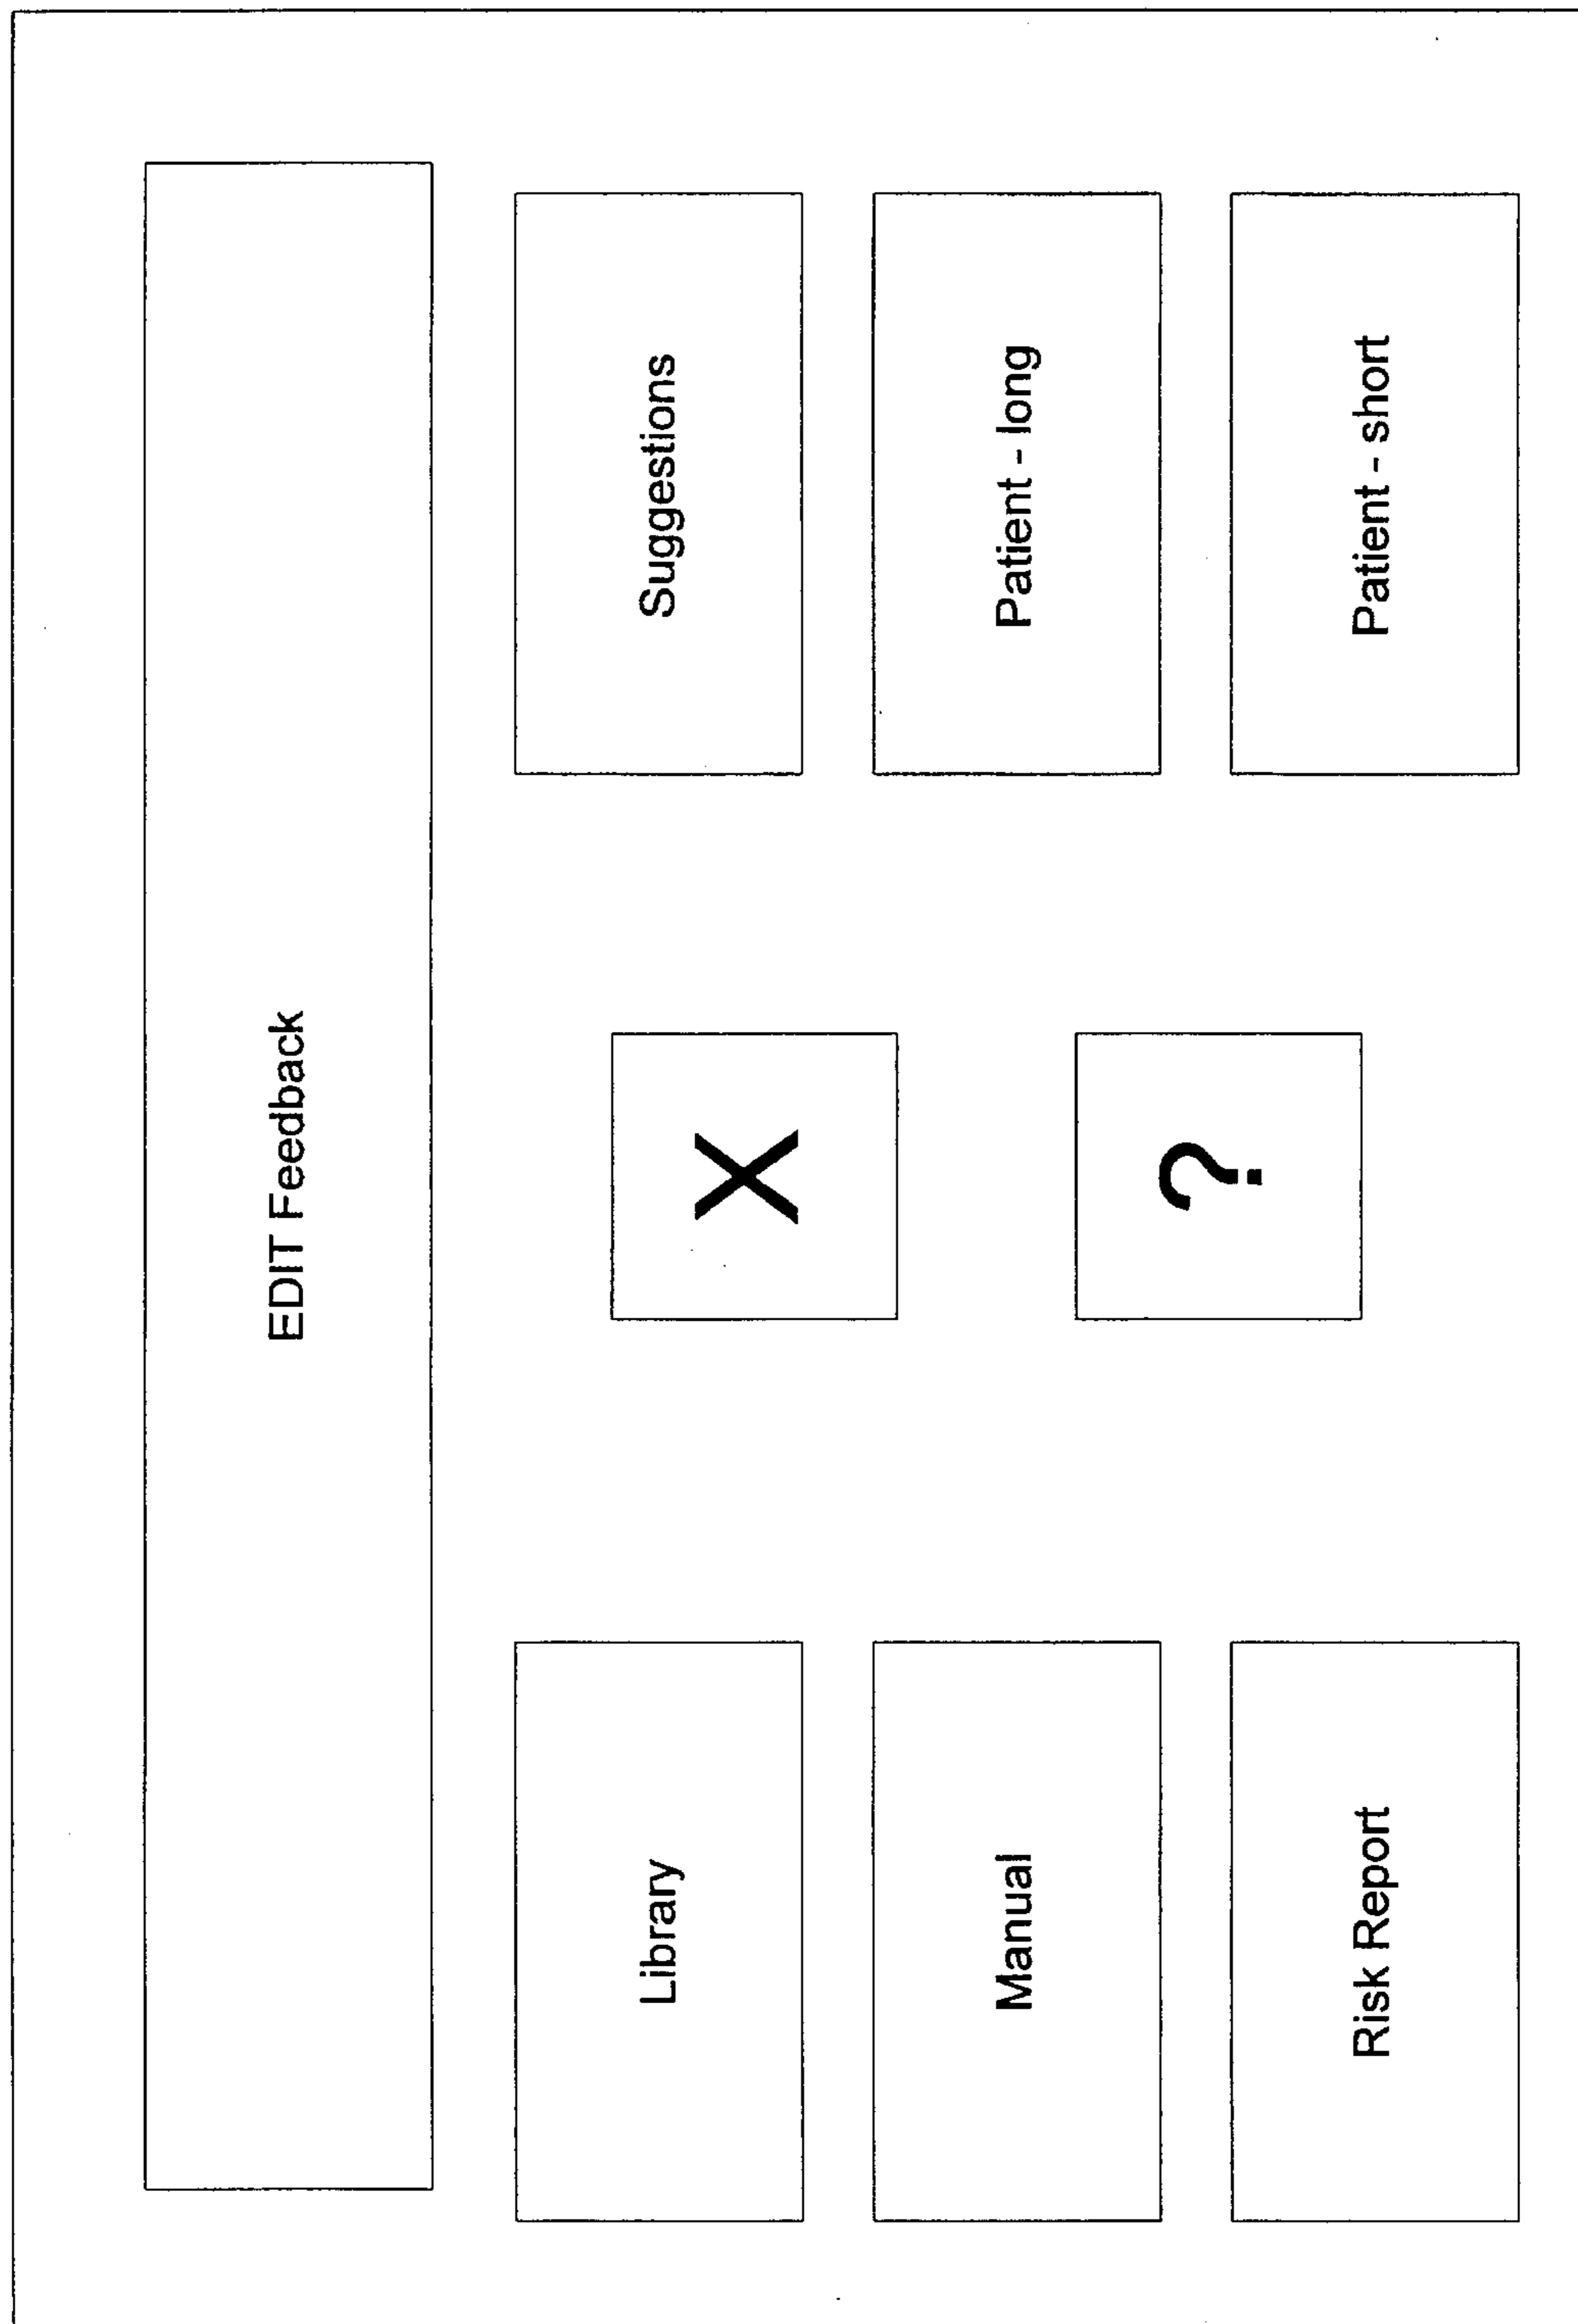 EDIT Feedback
Library
Manual
Risk Report
X
?
Suggestions
Patient - long
Patient - short